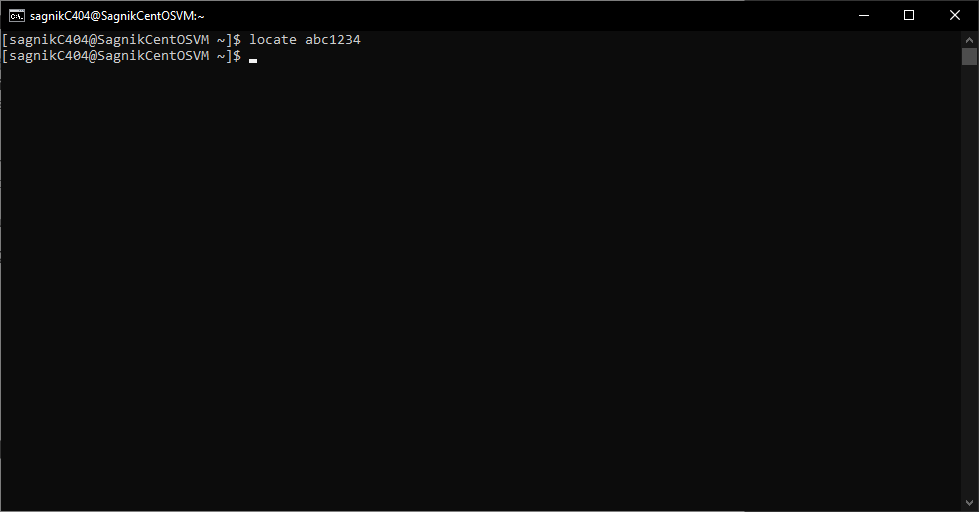 sagnikC404@SagnikCentOSVM:~
[sagnikC404@SagnikCentOSVM ~]$ locate abc1234
[sagnikC404@SagnikCentOSVM ~]$